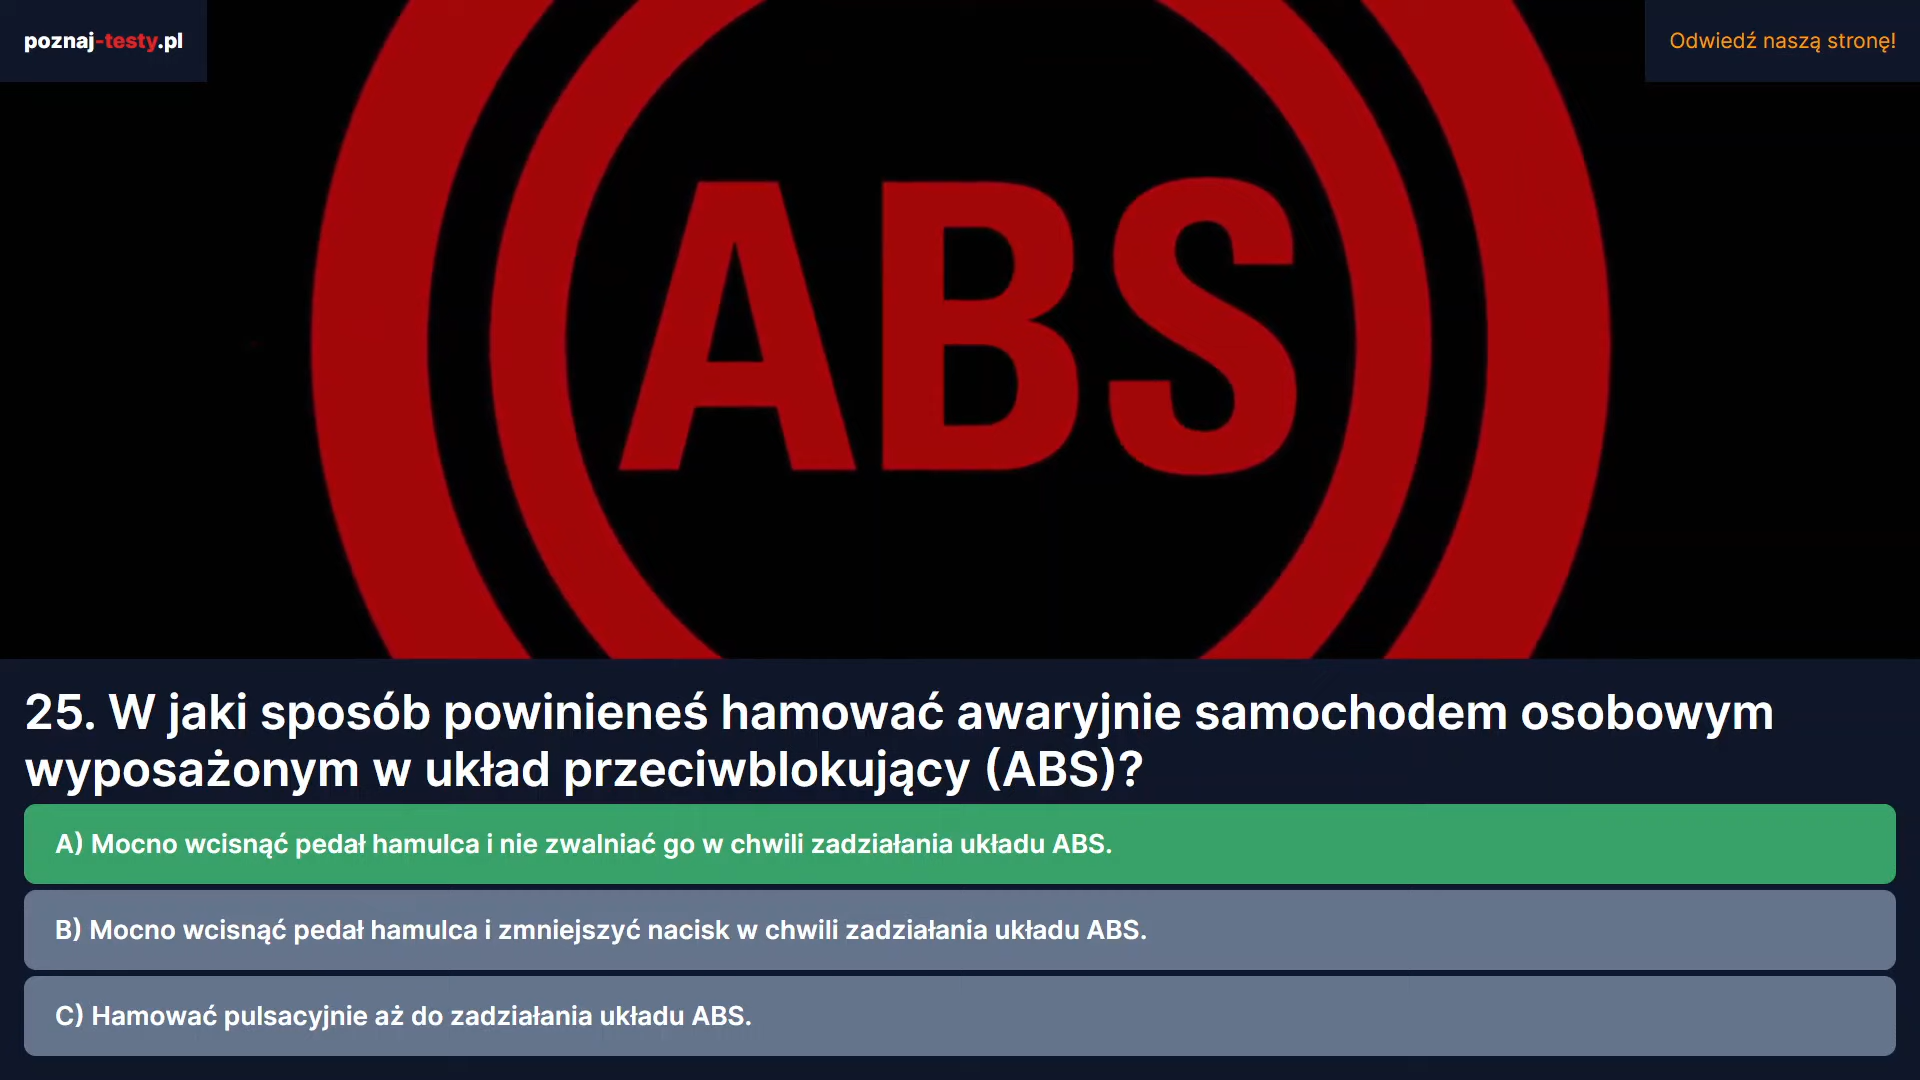 poznaj-testy.pl
Odwiedź naszą stronę!
ABS
25. W jaki sposób powinieneś hamować awaryjnie samochodem osobowym
wyposażonym w układ przeciwblokujący (ABS)?
A) Mocno wcisnąć pedał hamulca i nie zwalniać go w chwili zadziałania układu ABS.
B) Mocno wcisnąć pedał hamulca i zmniejszyć nacisk w chwili zadziałania układu ABS.
C) Hamować pulsacyjnie aż do zadziałania układu ABS.